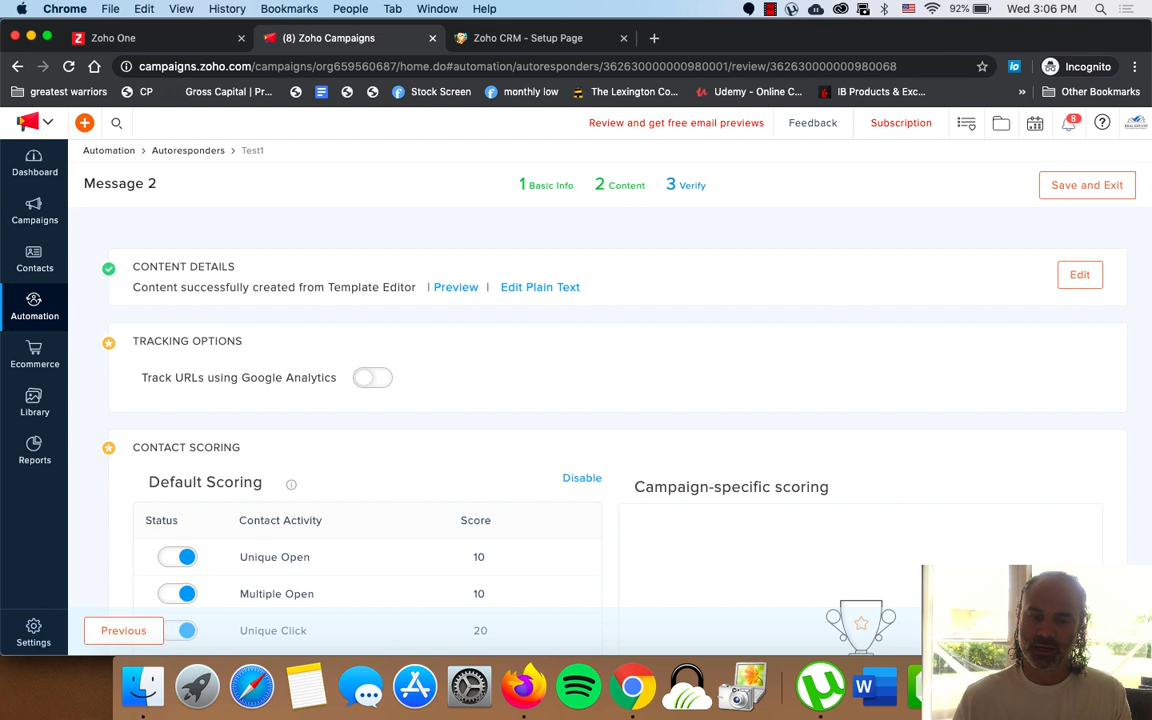 Chrome File Edit View History Bookmarks People Tab Window Help 92% Wed 3:06 PM
Zoho One (8) Zoho Campaigns Zoho CRM - Setup Page
campaigns.zoho.com/campaigns/org659560687/home.do#automation/autoresponders/362630000000980001/review/362630000000980068 Incognito
greatest warriors CP Gross Capital | Pr... Stock Screen monthly low The Lexington Co... Udemy - Online C... IB Products & Exc... » Other Bookmarks
Review and get free email previews Feedback Subscription 8
Automation > Autoresponders > Test1
Message 2 1 Basic Info 2 Content 3 Verify Save and Exit
Dashboard
Campaigns
Contacts
Automation
Ecommerce
Library
Reports
Settings
CONTENT DETAILS
Content successfully created from Template Editor | Preview | Edit Plain Text Edit
TRACKING OPTIONS
Track URLs using Google Analytics
CONTACT SCORING
Default Scoring Disable Campaign-specific scoring
Status Contact Activity Score
Unique Open 10
Multiple Open 10
Previous Unique Click 20